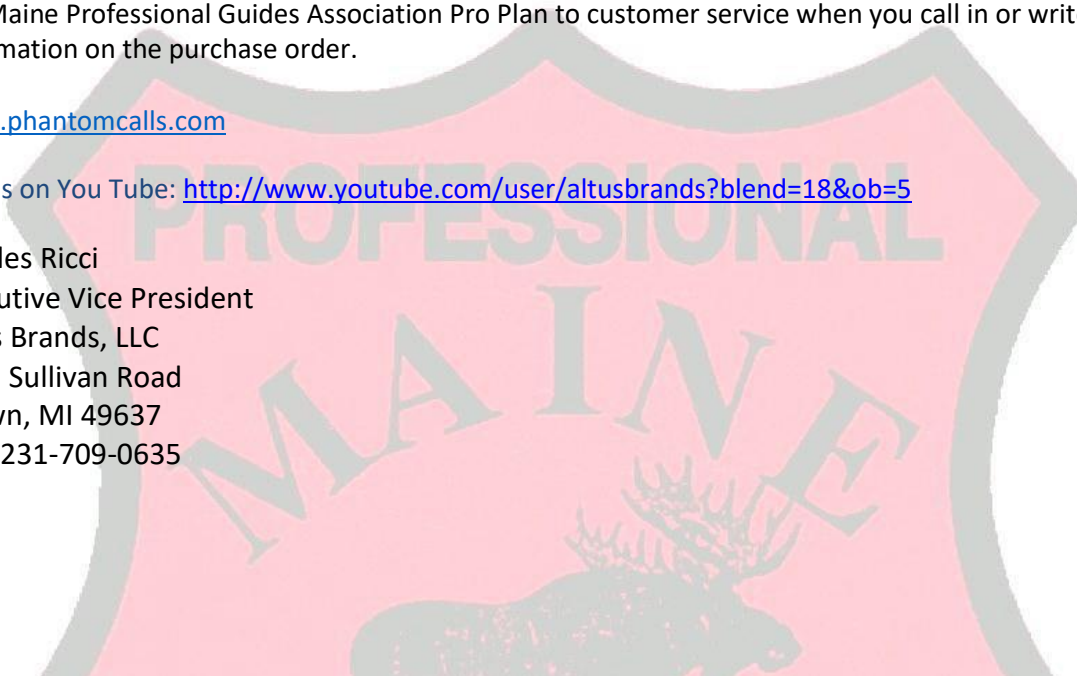 Maine Professional Guides Association Pro Plan to customer service when you call in or writ
mation on the purchase order.
.phantomcalls.com
s on You Tube: http://www.youtube.com/user/altusbrands?blend=18&ob=5
PROFESSIONAL
les Ricci
utive Vice President
s Brands, LLC
Sullivan Road
wn, MI 49637
231-709-0635
MAINE